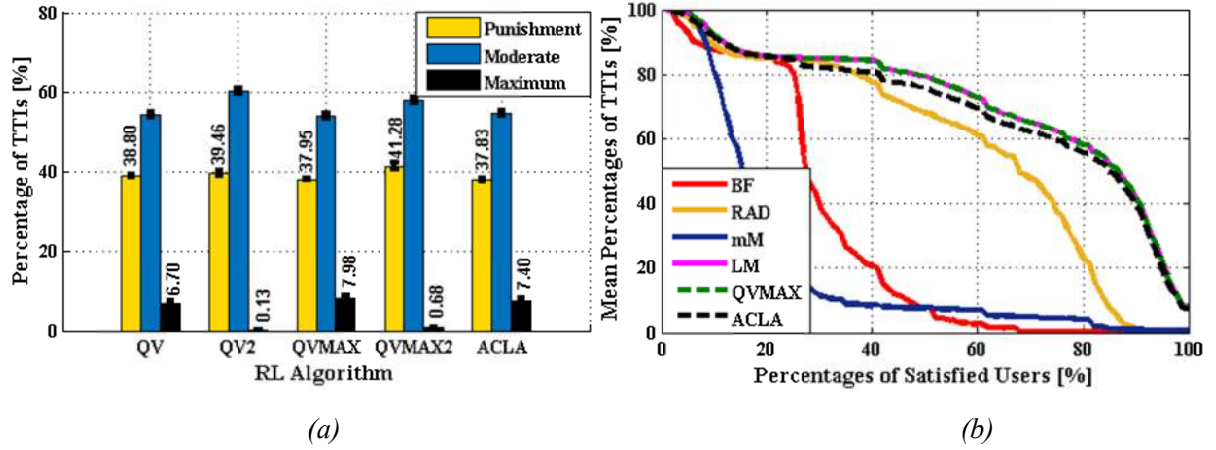 Percentage of TTIs [%]
80
60
40
20
0
Punishment
Moderate
Maximum
38.80
6.70
39.46
0.13
37.95
7.98
41.28
0.68
37.83
7.40
QV
QV2
QVMAX
QVMAX2
ACLA
RL Algorithm
(a)
Mean Percentages of TTIs [%]
100
80
60
40
20
0
BF
RAD
mM
LM
QVMAX
ACLA
0
20
40
60
80
100
Percentages of Satisfied Users [%]
(b)